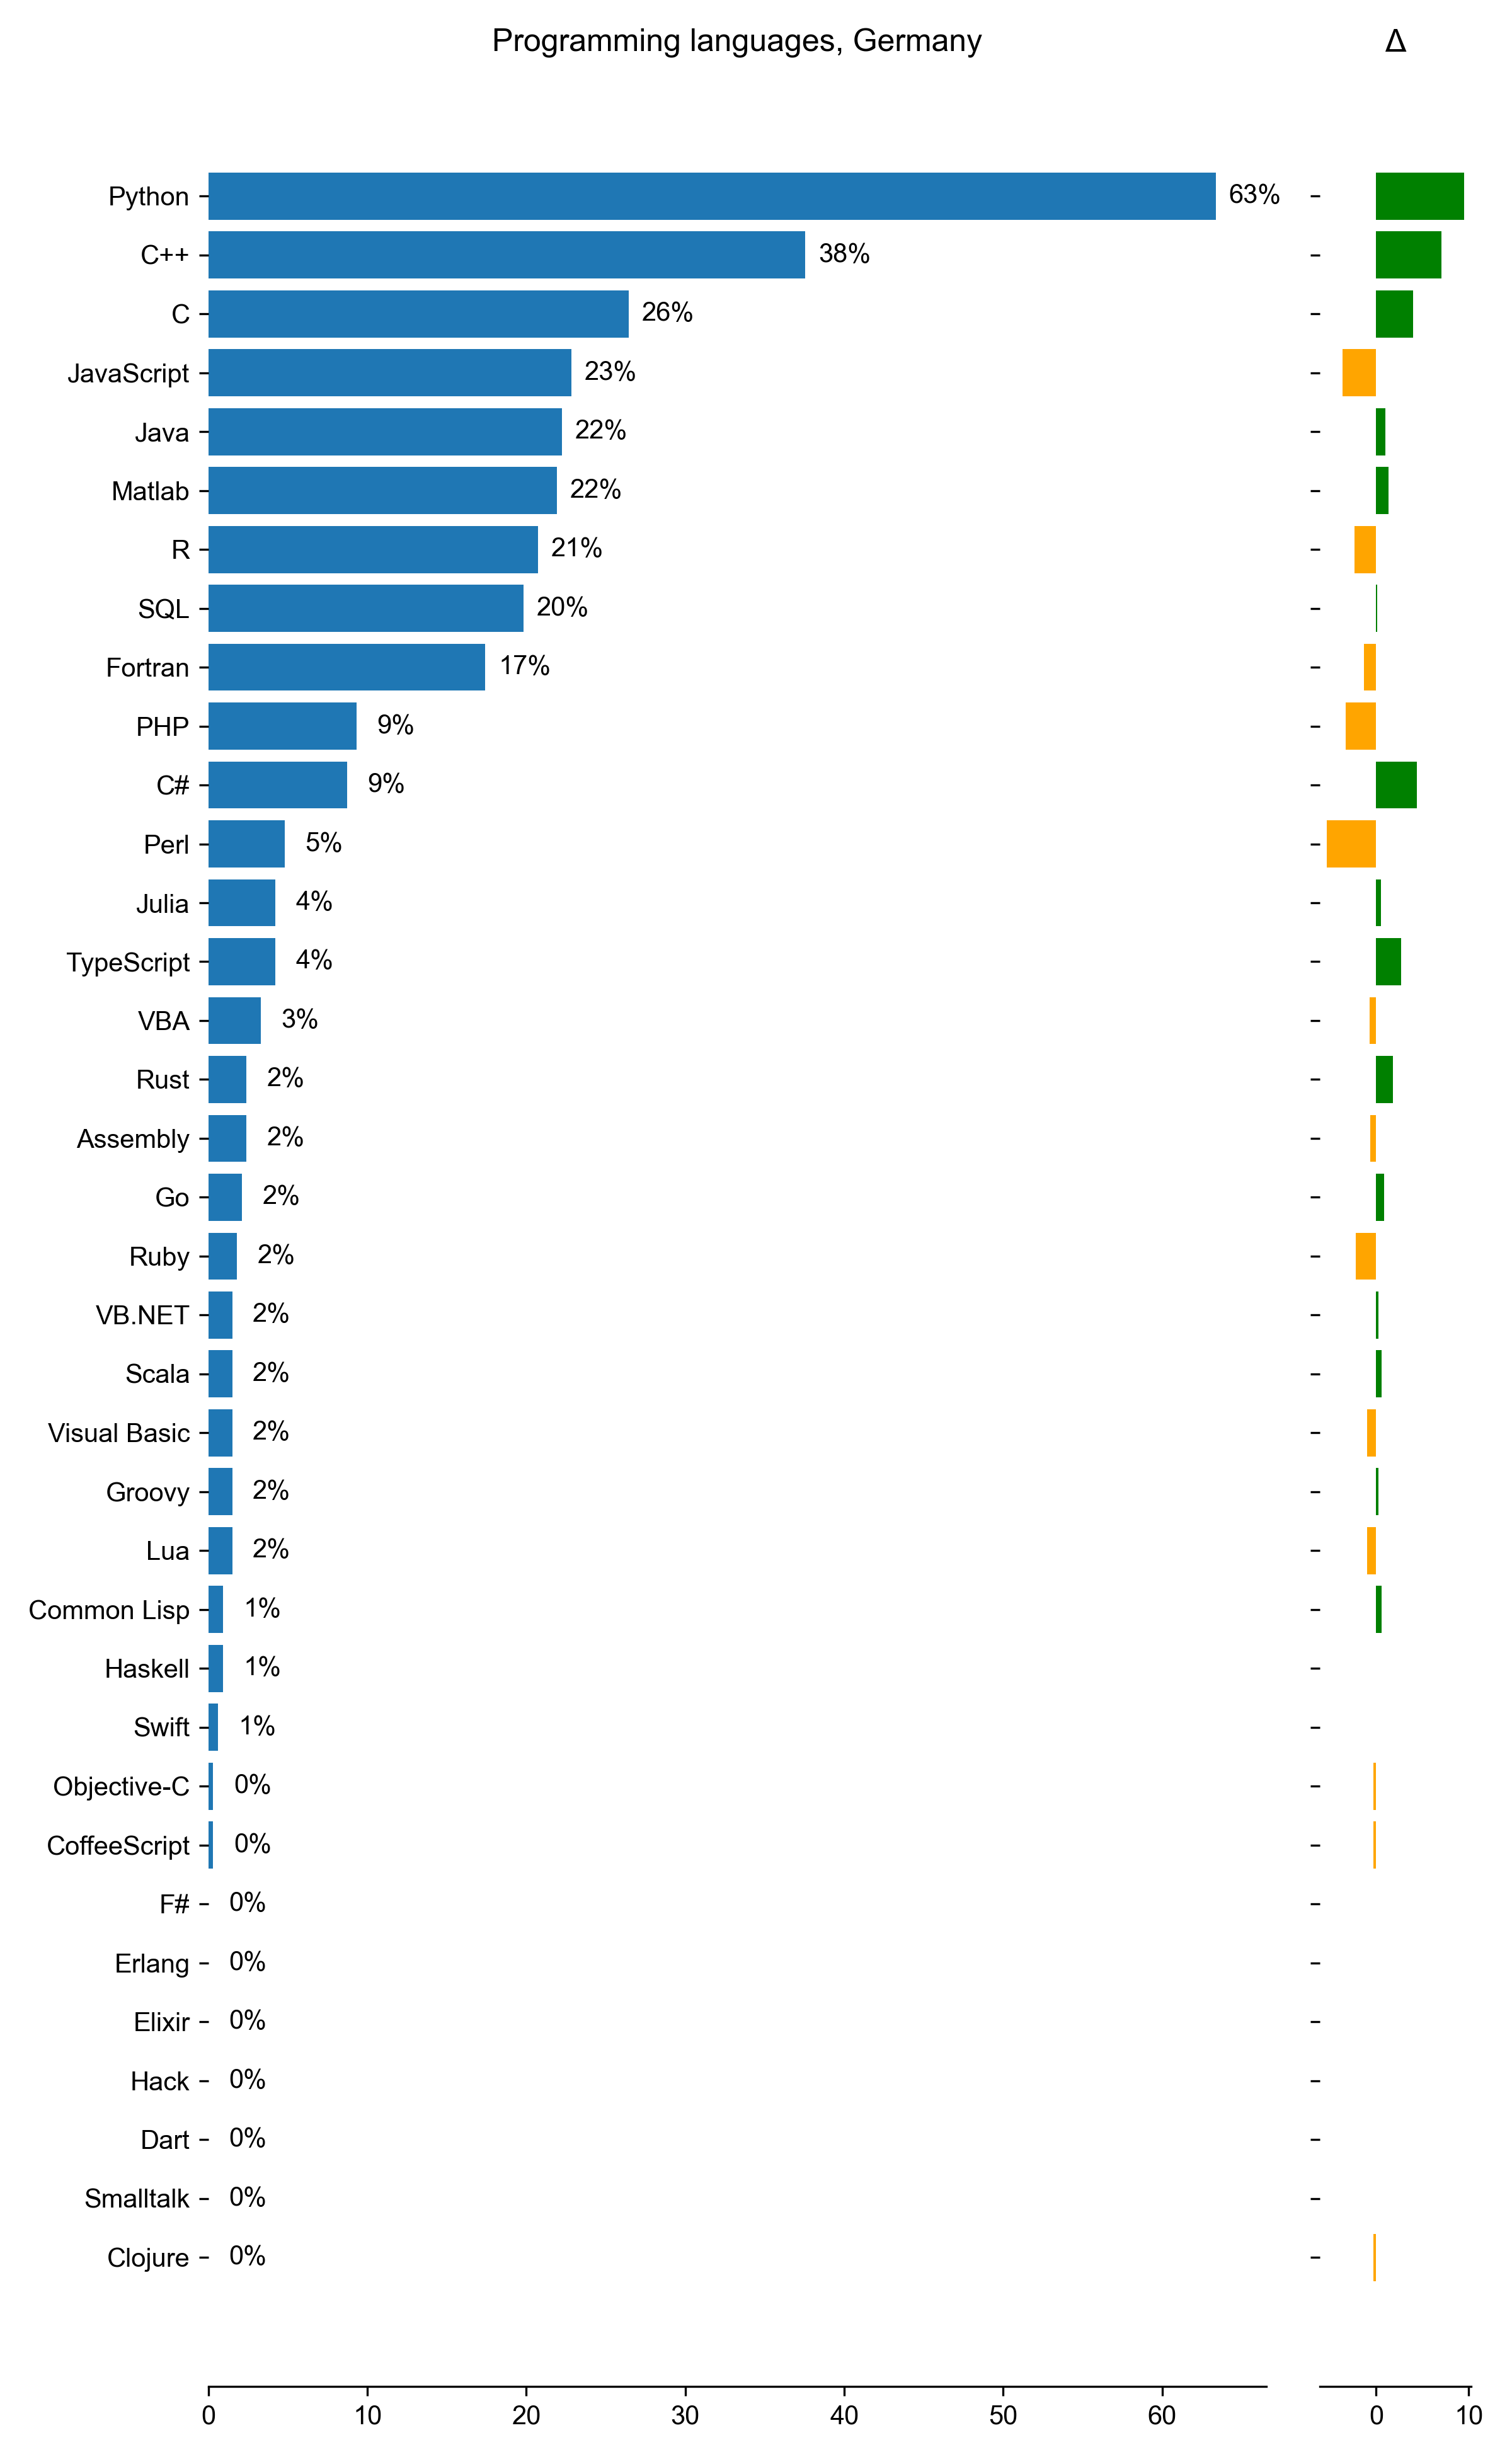 Programming languages, Germany Δ
Python 63%
C++ 38%
C 26%
JavaScript 23%
Java 22%
Matlab 22%
R 21%
SQL 20%
Fortran 17%
PHP 9%
C# 9%
Perl 5%
Julia 4%
TypeScript 4%
VBA 3%
Rust 2%
Assembly 2%
Go 2%
Ruby 2%
VB.NET 2%
Scala 2%
Visual Basic 2%
Groovy 2%
Lua 2%
Common Lisp 1%
Haskell 1%
Swift 1%
Objective-C 0%
CoffeeScript 0%
F# 0%
Erlang 0%
Elixir 0%
Hack 0%
Dart 0%
Smalltalk 0%
Clojure 0%
0 10 20 30 40 50 60 0 10